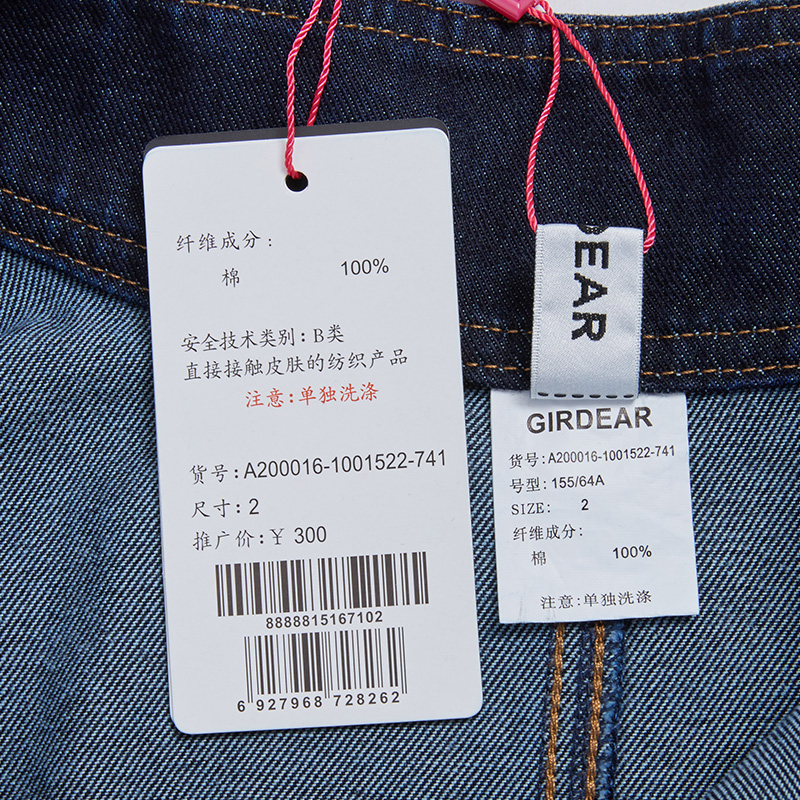 纤维成分:
棉 100%
安全技术类别:B类
直接接触皮肤的纺织产品
注意:单独洗涤
货号:A200016-1001522-741
尺寸:2
推广价:¥ 300
8888815167102
6 927968 728262
DEAR
GIRDEAR
货号:A200016-1001522-741
号型:155/64A
SIZE: 2
纤维成分:
棉 100%
注意:单独洗涤